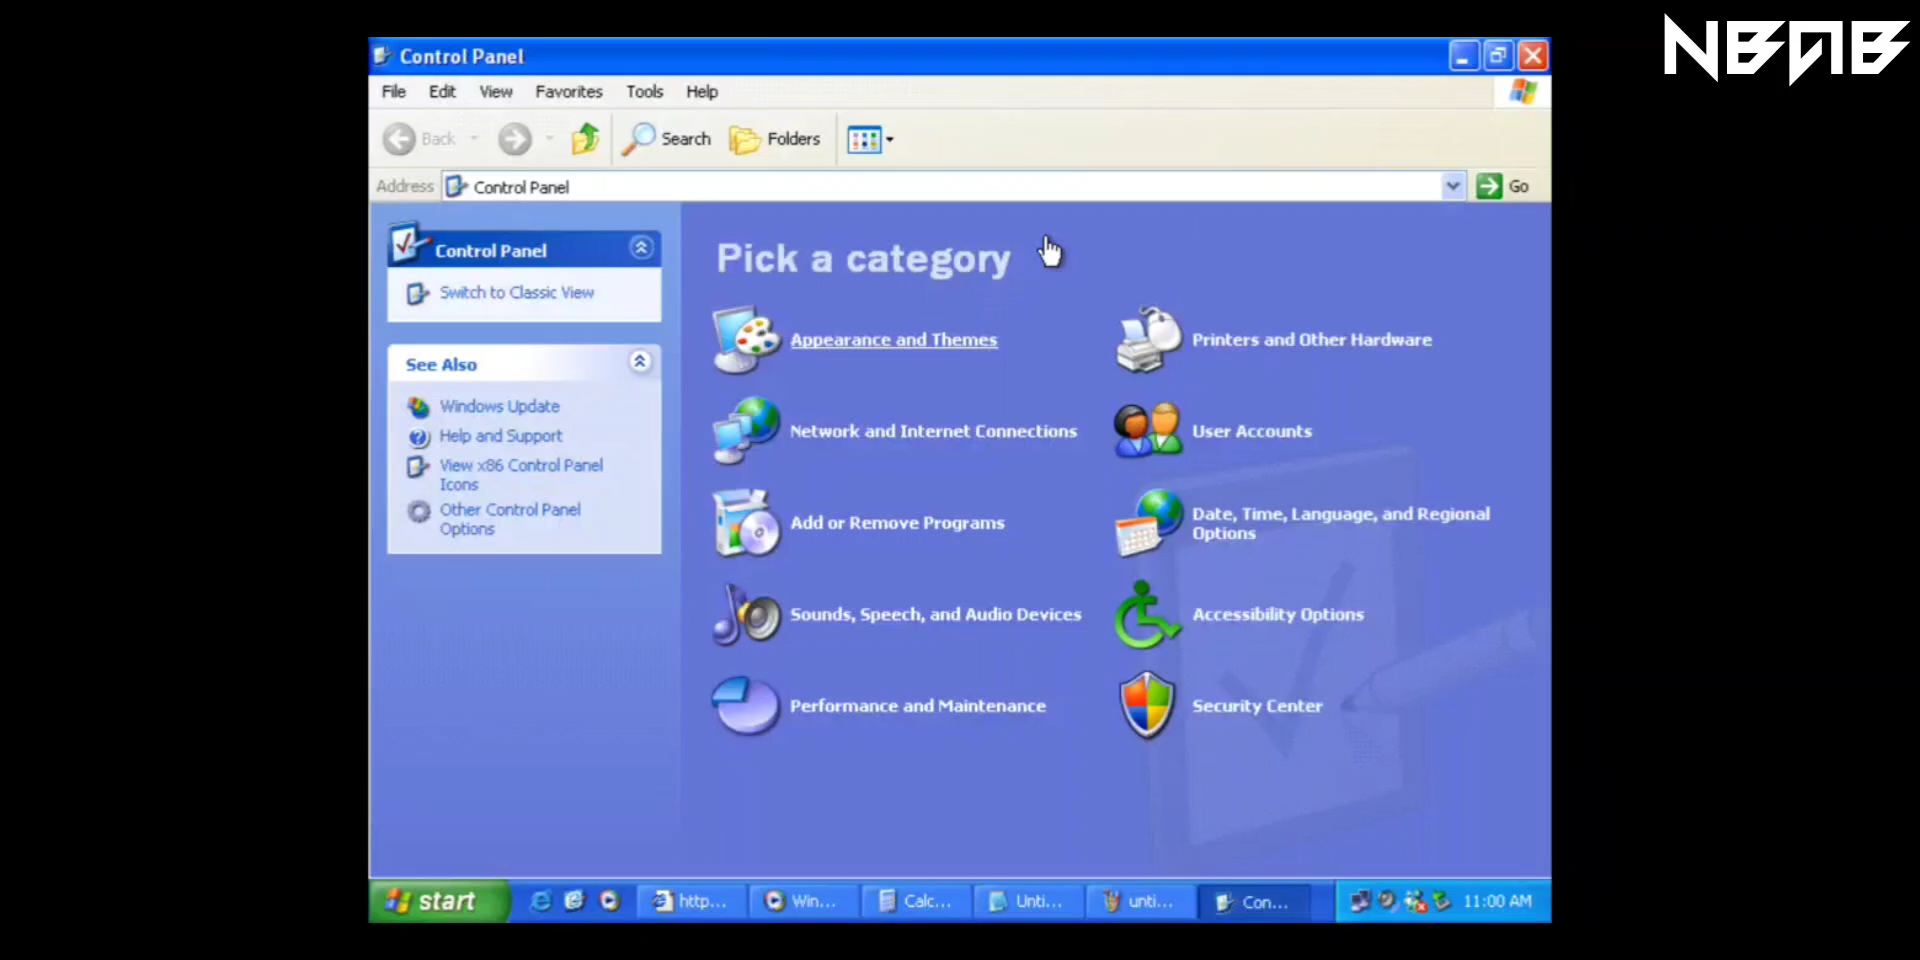 NBAB
Control Panel
File Edit View Favorites Tools Help
Back Search Folders
Address Control Panel Go
Control Panel
Switch to Classic View
See Also
Windows Update
Help and Support
View x86 Control Panel
Icons
Other Control Panel
Options
Pick a category
Appearance and Themes
Printers and Other Hardware
Network and Internet Connections
User Accounts
Add or Remove Programs
Date, Time, Language, and Regional
Options
Sounds, Speech, and Audio Devices
Accessibility Options
Performance and Maintenance
Security Center
start http... Win... Calc... Unti... unti... Con... 11:00 AM